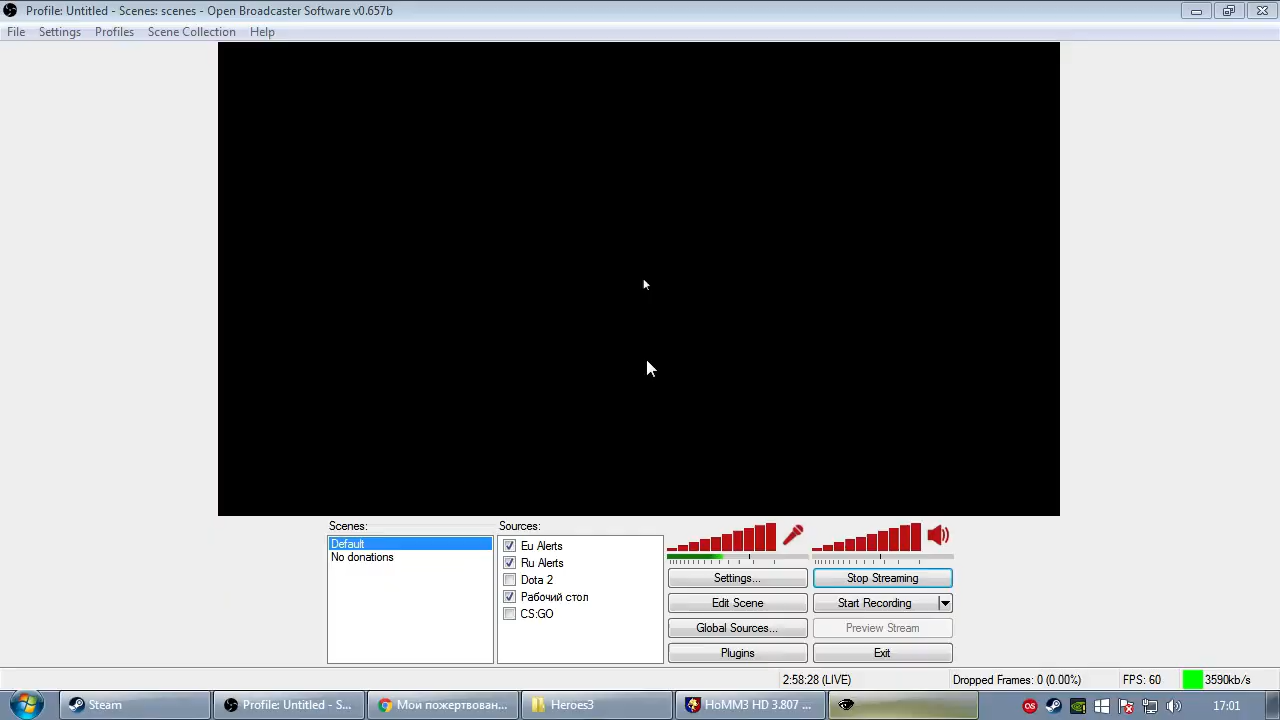 Profile: Untitled - Scenes: scenes - Open Broadcaster Software v0.657b
File Settings Profiles Scene Collection Help
Scenes:
Default
No donations
Sources:
Eu Alerts
Ru Alerts
Dota 2
Рабочий стол
CS:GO
Settings...
Stop Streaming
Edit Scene
Start Recording
Global Sources...
Preview Stream
Plugins
Exit
2:58:28 (LIVE) Dropped Frames: 0 (0.00%) FPS: 60 3590kb/s
Steam Profile: Untitled - S... Мои пожертвован... Heroes3 HoMM3 HD 3.807 ... 17:01